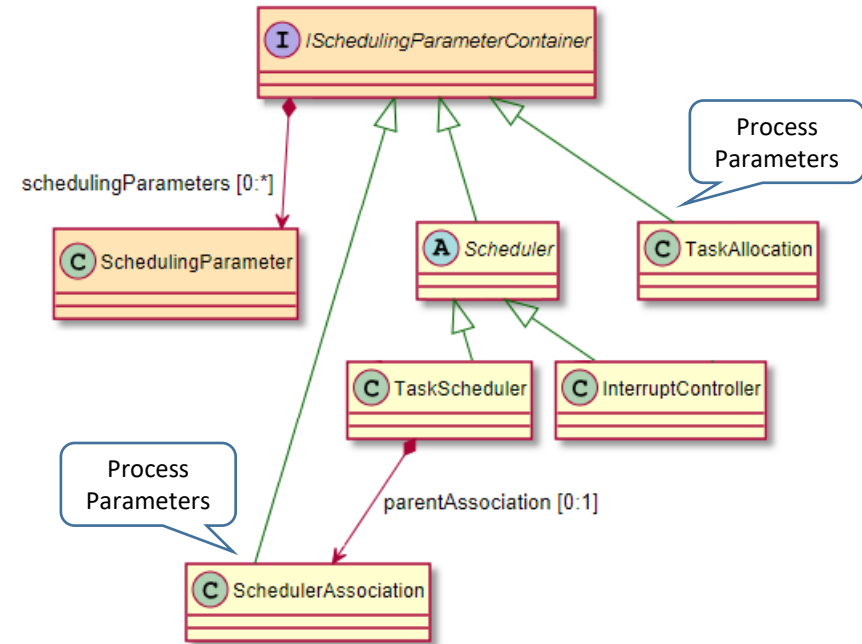 I ISchedulingParameterContainer
Process
Parameters
schedulingParameters [0:*]
C SchedulingParameter
A Scheduler
C TaskAllocation
C TaskScheduler
C InterruptController
Process
Parameters
parentAssociation [0:1]
C SchedulerAssociation